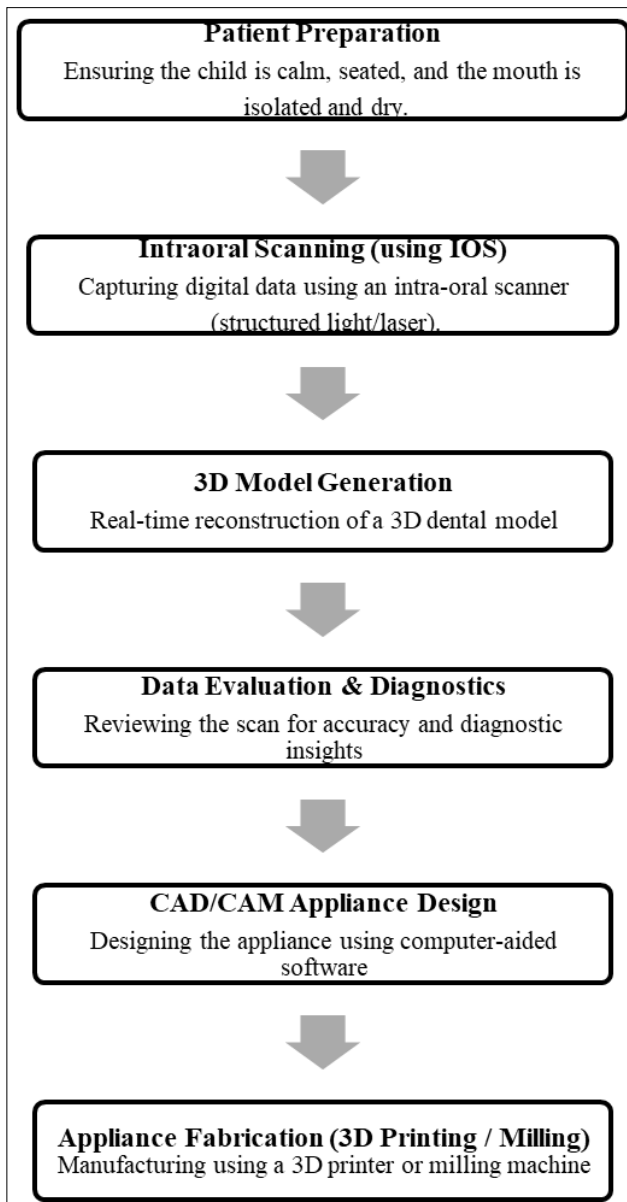 Patient Preparation
Ensuring the child is calm, seated, and the mouth is
isolated and dry.
Intraoral Scanning (using IOS)
Capturing digital data using an intra-oral scanner
(structured light/laser).
3D Model Generation
Real-time reconstruction of a 3D dental model
Data Evaluation & Diagnostics
Reviewing the scan for accuracy and diagnostic
insights
CAD/CAM Appliance Design
Designing the appliance using computer-aided
software
Appliance Fabrication (3D Printing / Milling)
Manufacturing using a 3D printer or milling machine